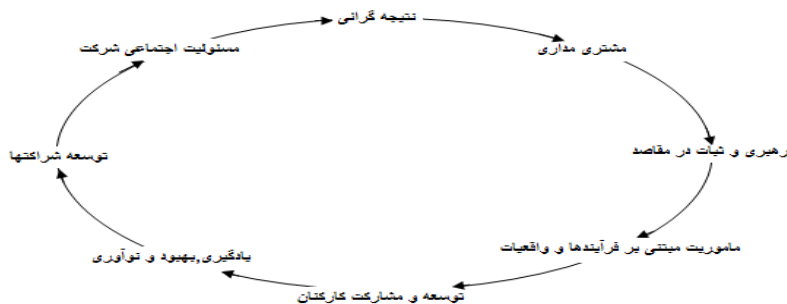 نتیجه گرائی
مشتری مداری
رهبری و ثبات در مقاصد
ماموریت مبتنی بر فرآیندها و واقعیات
توسعه و مشارکت کارکنان
یادگیری,بهبود و نوآوری
توسعه شراکتها
مسئولیت اجتماعی شرکت